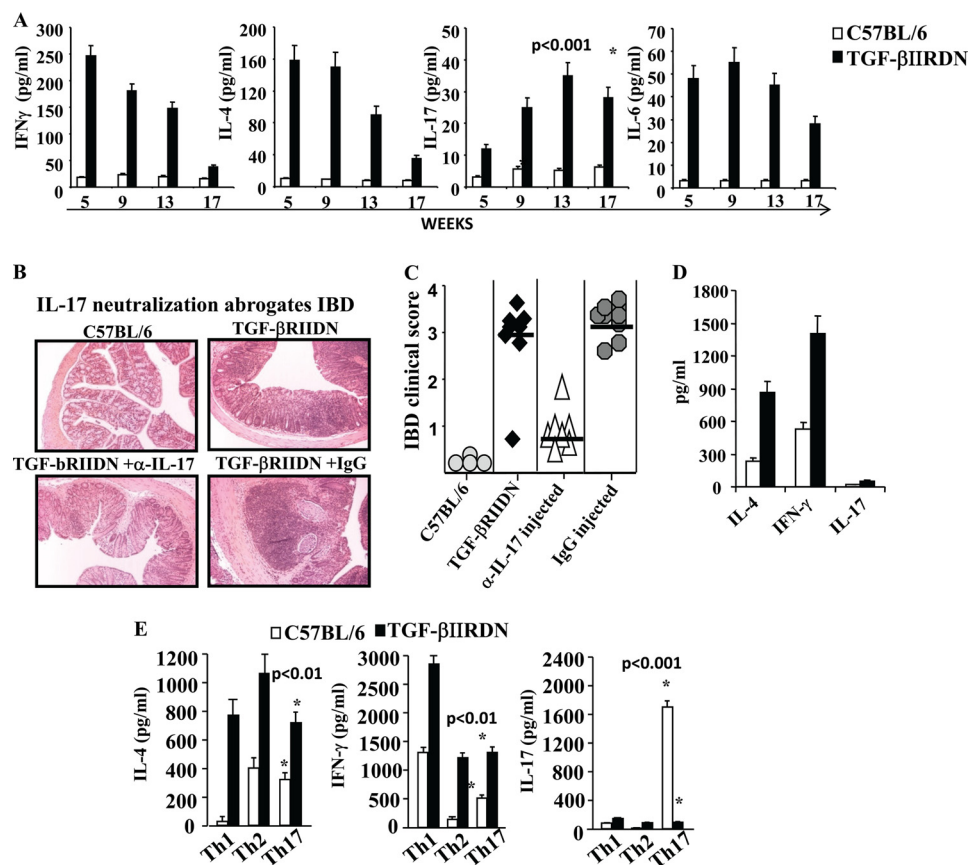 A
C57BL/6
TGF-βIIRDN
IFNγ (pg/ml)
300
250
200
150
100
50
0
5 9 13 17
IL-4 (pg/ml)
200
160
120
80
40
0
5 9 13 17
IL-17 (pg/ml)
50
40
30
20
10
0
p<0.001 *
5 9 13 17
IL-6 (pg/ml)
70
60
50
40
30
20
10
0
5 9 13 17
WEEKS
B
IL-17 neutralization abrogates IBD
C57BL/6 TGF-βRIIDN
TGF-bRIIDN +α-IL-17 TGF-βRIIDN +IgG
C
IBD clinical score
4
3
2
1
C57BL/6
TGF-βRIIDN
α-IL-17 injected
IgG injected
D
pg/ml
1800
1500
1200
900
600
300
0
IL-4 IFN-γ IL-17
E
C57BL/6 TGF-βIIRDN
IL-4 (pg/ml)
1200
1000
800
600
400
200
0
p<0.01
*
*
Th1 Th2 Th17
IFN-γ (pg/ml)
3000
2500
2000
1500
1000
500
0
p<0.01
*
*
Th1 Th2 Th17
IL-17 (pg/ml)
2400
2000
1600
1200
800
400
0
p<0.001
*
*
Th1 Th2 Th17